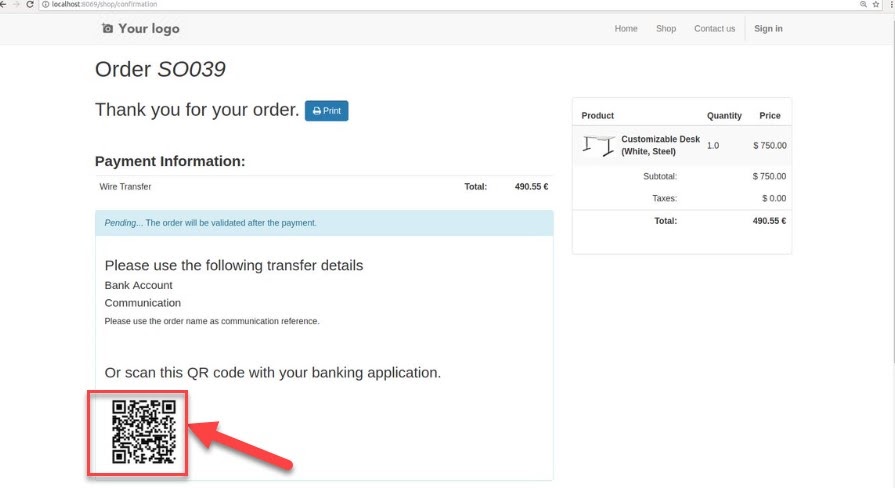 localhost:8069/shop/confirmation
Your logo
Home
Shop
Contact us
Sign in
Order SO039
Thank you for your order.
Print
Payment Information:
Wire Transfer
Total:
490.55 €
Pending... The order will be validated after the payment.
Please use the following transfer details
Bank Account
Communication
Please use the order name as communication reference.
Or scan this QR code with your banking application.
Product
Quantity
Price
Customizable Desk
(White, Steel)
1.0
$ 750.00
Subtotal:
$ 750.00
Taxes:
$ 0.00
Total:
490.55 €